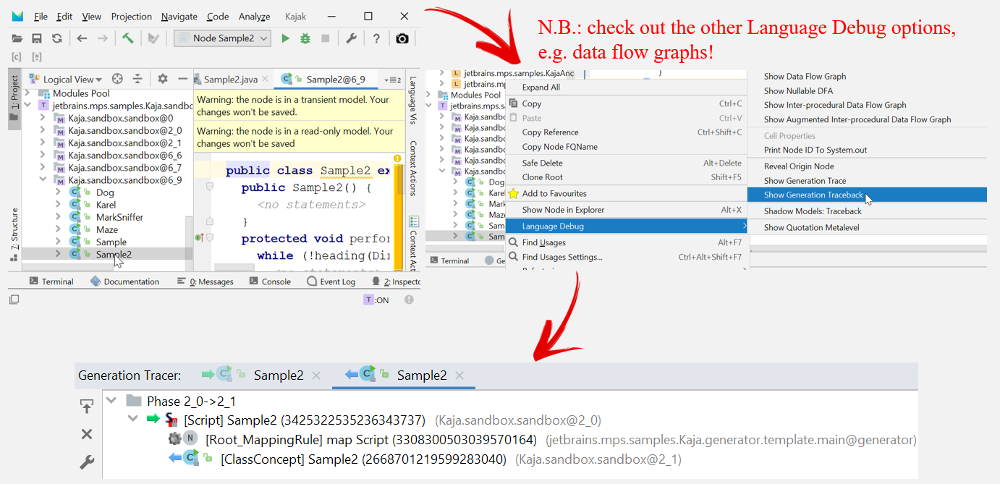 File Edit View Projection Navigate Code Analyze Kajak
Node Sample2
1: Project
Z: Structure
Logical View
Modules Pool
jetbrains.mps.samples.Kaja.sandbo
Kaja.sandbox.sandbox@0
Kaja.sandbox.sandbox@2_0
Kaja.sandbox.sandbox@2_1
Kaja.sandbox.sandbox@6_6
Kaja.sandbox.sandbox@6_7
Kaja.sandbox.sandbox@6_9
Dog
Karel
MarkSniffer
Maze
Sample
Sample2
Sample2.java Sample2@6_9 2
Warning: the node is in a transient model. Your
changes won't be saved.
Warning: the node is in a read-only model. Your
changes won't be saved
public class Sample2 ex
public Sample2() {
<no statements>
}
protected void perfor
while (!heading(Dir
<no statements>
Language Vis
Context Actions
Context Act
Terminal Documentation 0: Messages Console Event Log 2: Inspecto
T :ON
N.B.: check out the other Language Debug options,
e.g. data flow graphs!
jetbrains.mps.samples.KajaAnc
jetbrains.mp
Modules Pool
jetbrains.mps.s
Kaja.sandbo
Kaja.sandbo
Kaja.sandbo
Kaja.sandbo
Kaja.sandbo
Kaja.sandbo
Dog
Karel
Mark
Maze
Sam
Sam
Terminal Ge
}
Expand All
Copy Ctrl+C
Paste Ctrl+V
Copy Reference Ctrl+Shift+C
Copy Node FQName
Safe Delete Alt+Delete
Clone Root Shift+F5
Add to Favourites
Show Node in Explorer Alt+X
Language Debug
Find Usages Alt+F7
Find Usages Settings... Ctrl+Alt+Shift+F7
Show Data Flow Graph
Show Nullable DFA
Show Inter-procedural Data Flow Graph
Show Augmented Inter-procedural Data Flow Graph
Cell Properties
Print Node ID To System.out
Reveal Origin Node
Show Generation Trace
Show Generation Traceback
Shadow Models: Traceback
Show Quotation Metalevel
Generation Tracer: Sample2 Sample2
Phase 2_0->2_1
[Script] Sample2 (3425322535236343737) (Kaja.sandbox.sandbox@2_0)
[Root_MappingRule] map Script (3308300503039570164) (jetbrains.mps.samples.Kaja.generator.template.main@generator)
[ClassConcept] Sample2 (2668701219599283040) (Kaja.sandbox.sandbox@2_1)